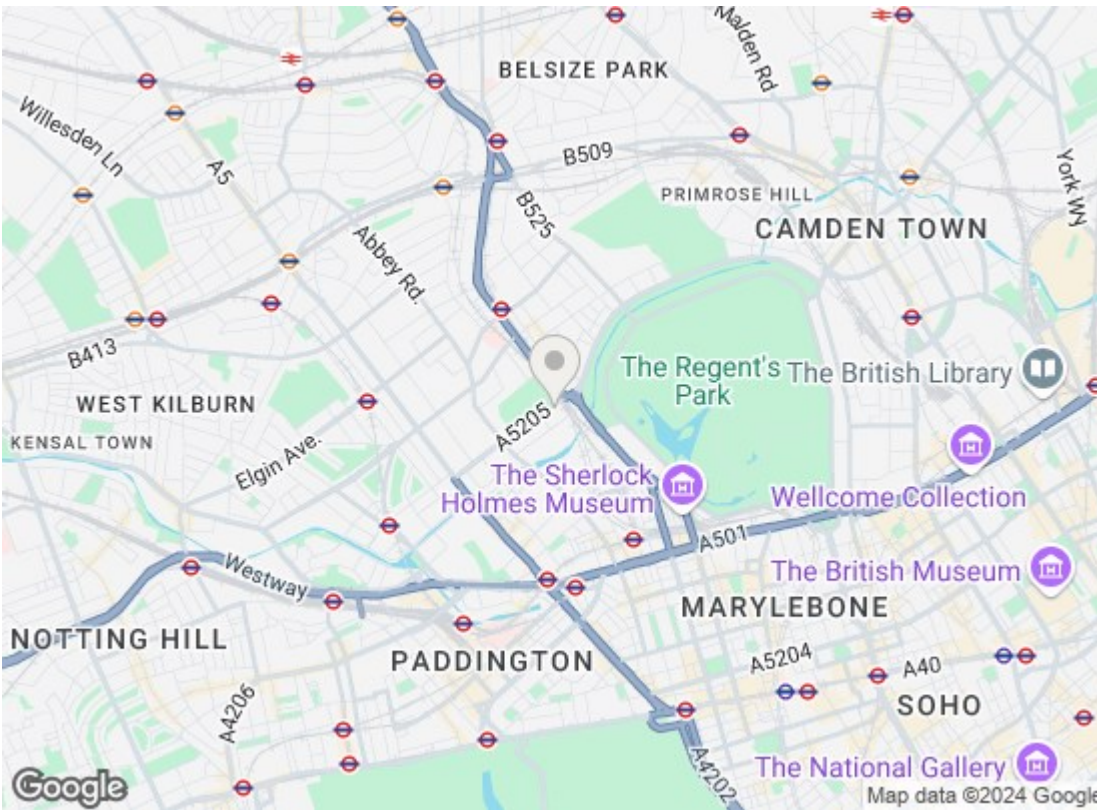 BELSIZE PARK
Malden Rd
Willesden Ln
A5
B509
York Wy
PRIMROSE HILL
B525
CAMDEN TOWN
Abbey Rd.
B413
The Regent's
Park
The British Library
WEST KILBURN
A5205
KENSAL TOWN
Elgin Ave.
The Sherlock
Holmes Museum
Wellcome Collection
A501
Westway
The British Museum
MARYLEBONE
NOTTING HILL
PADDINGTON
A5204
A40
A4206
SOHO
A4202
The National Gallery
Google
Map data ©2024 Google